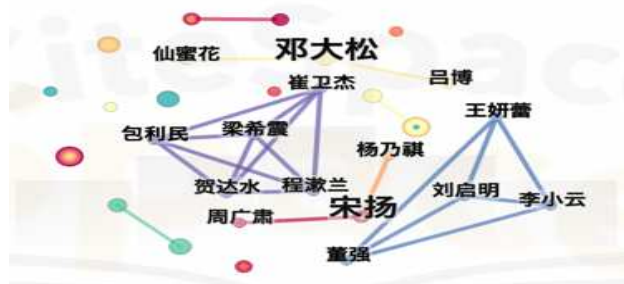 邓大松
仙蜜花
吕博
崔卫杰
王妍蕾
包利民
梁希震
杨乃祺
贺达水
程漱兰
刘启明
李小云
周广肃
宋扬
董强